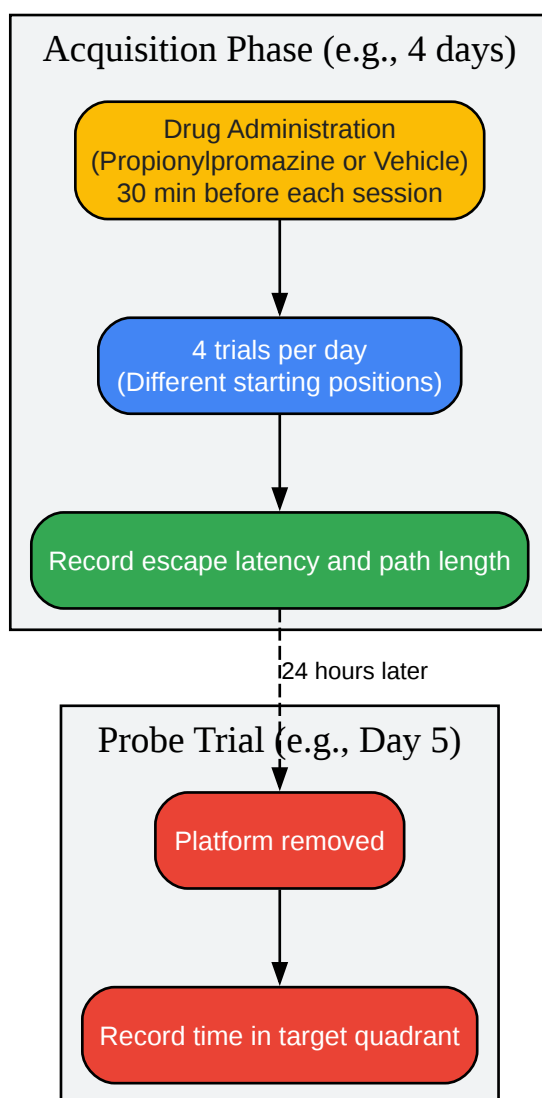 Acquisition Phase (e.g., 4 days)
Drug Administration
(Propionylpromazine or Vehicle)
30 min before each session
4 trials per day
(Different starting positions)
Record escape latency and path length
24 hours later
Probe Trial (e.g., Day 5)
Platform removed
Record time in target quadrant